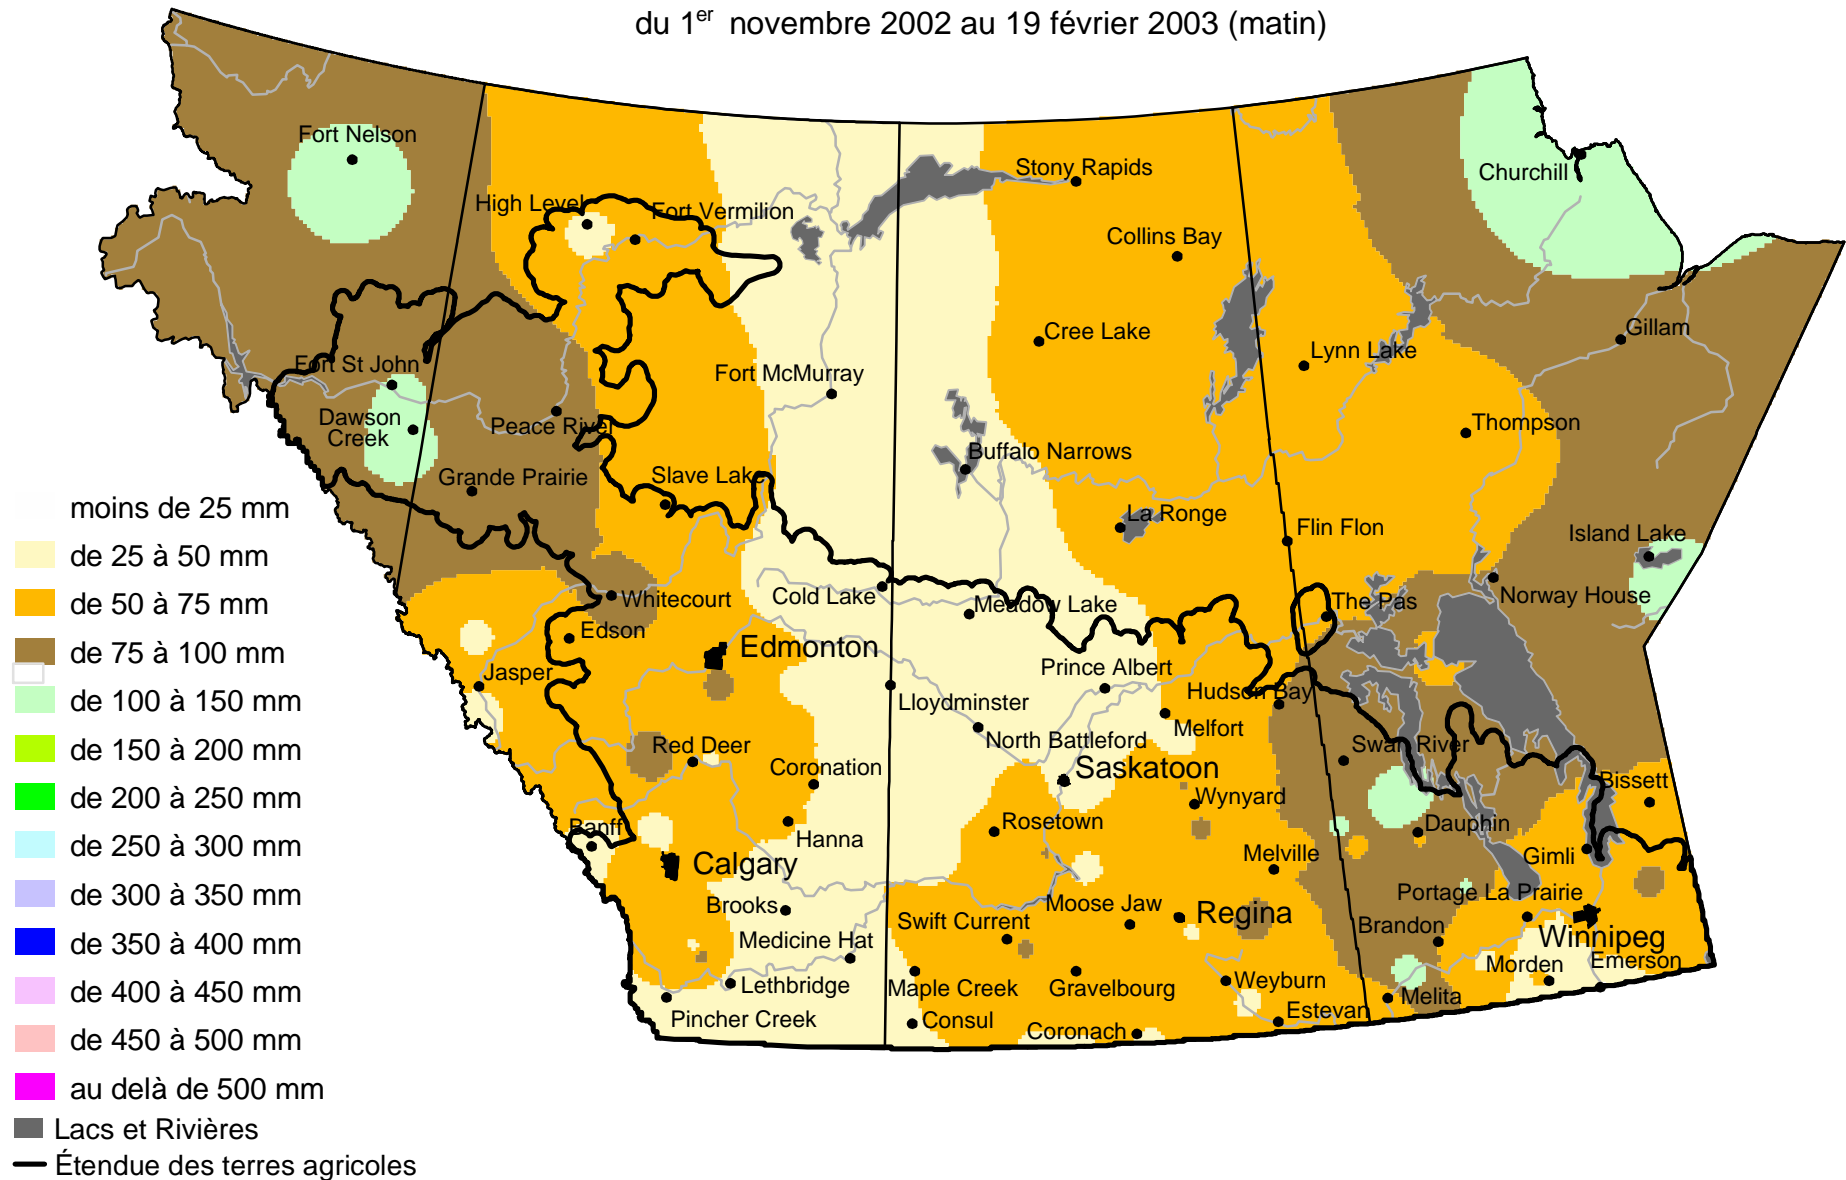 du 1er novembre 2002 au 19 février 2003 (matin)
Fort Nelson
Churchill
Stony Rapids
High Level
Fort Vermilion
Collins Bay
Gillam
Cree Lake
Lynn Lake
Fort St John
Fort McMurray
Dawson
Creek
Peace River
Thompson
Buffalo Narrows
Grande Prairie
Slave Lake
La Ronge
Flin Flon
Island Lake
Whitecourt
Cold Lake
Meadow Lake
The Pas
Norway House
Edson
Edmonton
Jasper
Prince Albert
Hudson Bay
Lloydminster
Melfort
North Battleford
Red Deer
Swan River
Coronation
Saskatoon
Bissett
Wynyard
Banff
Hanna
Rosetown
Dauphin
Calgary
Melville
Gimli
Portage La Prairie
Brooks
Moose Jaw
Regina
Swift Current
Brandon
Medicine Hat
Winnipeg
Emerson
Morden
Lethbridge
Maple Creek
Gravelbourg
Weyburn
Melita
Pincher Creek
Consul
Coronach
Estevan
moins de 25 mm
de 25 à 50 mm
de 50 à 75 mm
de 75 à 100 mm
de 100 à 150 mm
de 150 à 200 mm
de 200 à 250 mm
de 250 à 300 mm
de 300 à 350 mm
de 350 à 400 mm
de 400 à 450 mm
de 450 à 500 mm
au delà de 500 mm
Lacs et Rivières
Étendue des terres agricoles